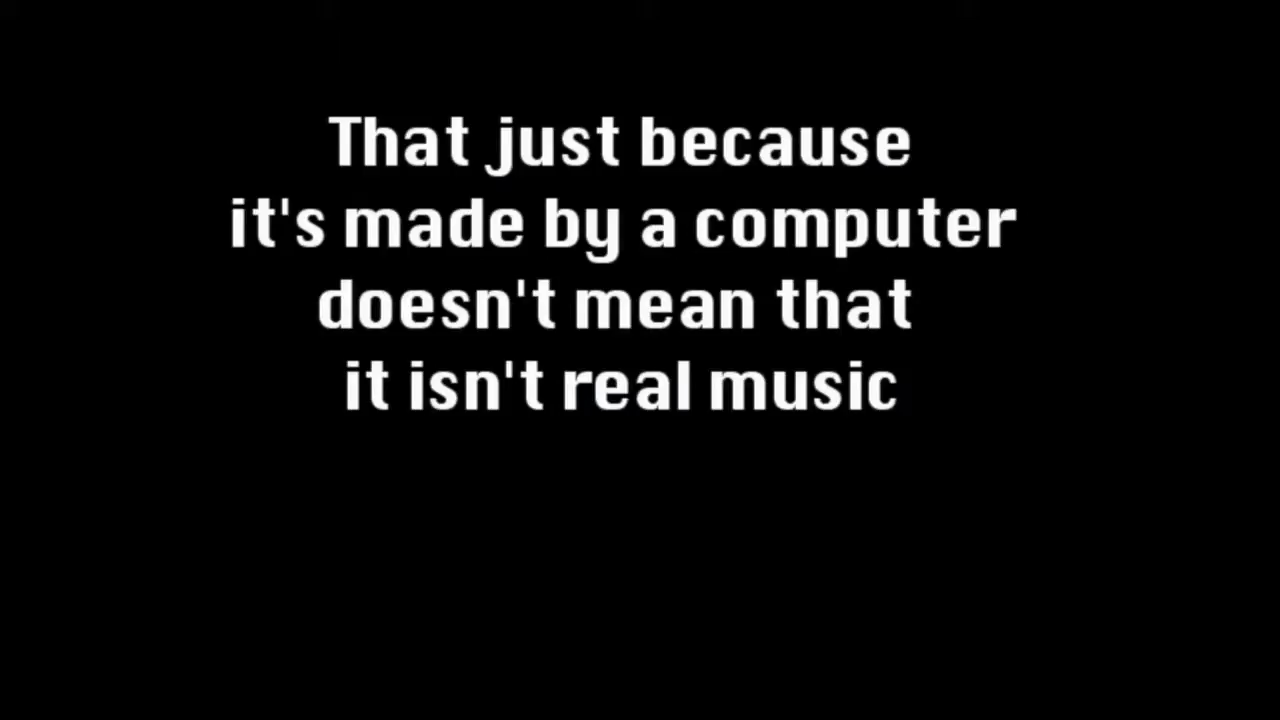 That just because
it's made by a computer
doesn't mean that
it isn't real music